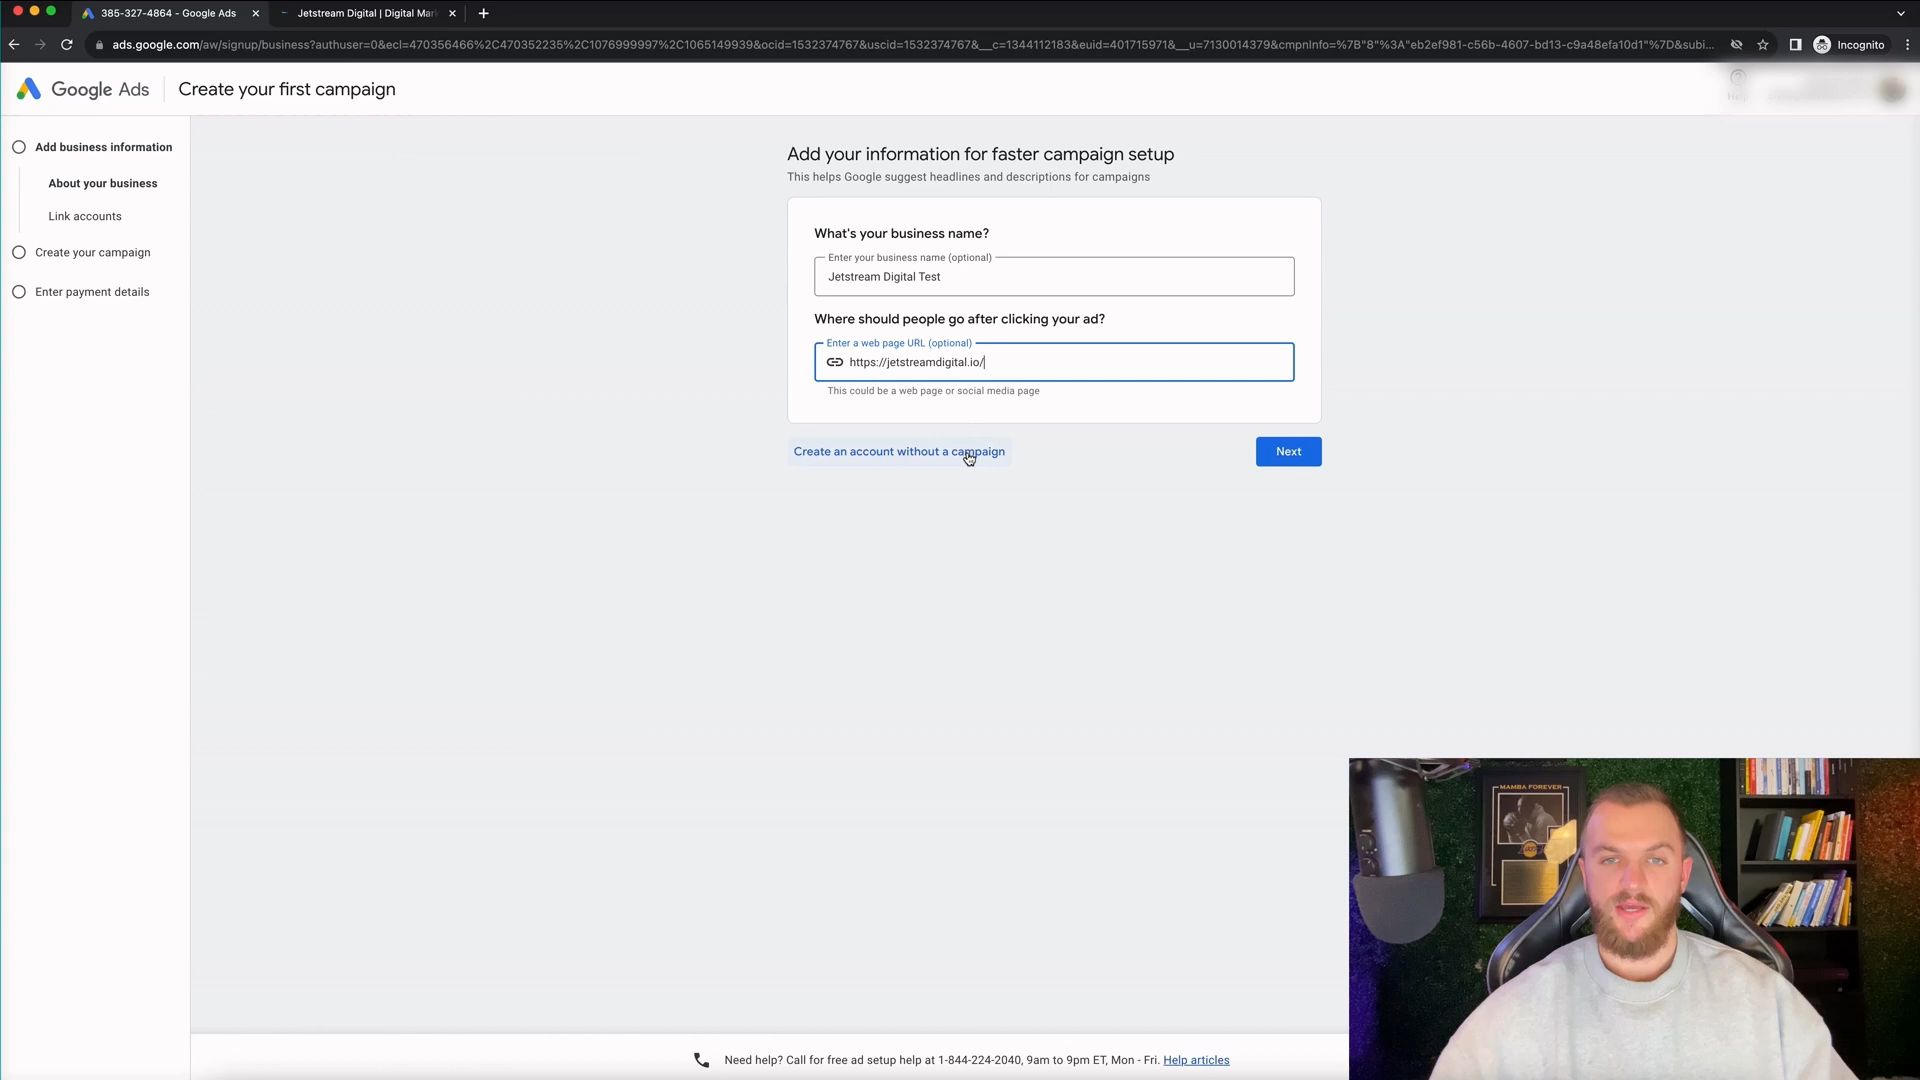 385-327-4864 - Google Ads
Jetstream Digital | Digital Mar
ads.google.com/aw/signup/business?authuser=0&ecl=470356466%2C470352235%2C1076999997%2C1065149939&ocid=1532374767&uscid=1532374767&__c=1344112183&euid=401715971&__u=7130014379&cmpnInfo=%7B"8"%3A"eb2ef981-c56b-4607-bd13-c9a48efa10d1"%7D&subi...
Incognito
Google Ads
Create your first campaign
Add business information
About your business
Link accounts
Create your campaign
Enter payment details
Add your information for faster campaign setup
This helps Google suggest headlines and descriptions for campaigns
What's your business name?
Enter your business name (optional)
Jetstream Digital Test
Where should people go after clicking your ad?
Enter a web page URL (optional)
https://jetstreamdigital.io/
This could be a web page or social media page
Create an account without a campaign
Next
MAMBA FOREVER
Need help? Call for free ad setup help at 1-844-224-2040, 9am to 9pm ET, Mon - Fri. Help articles